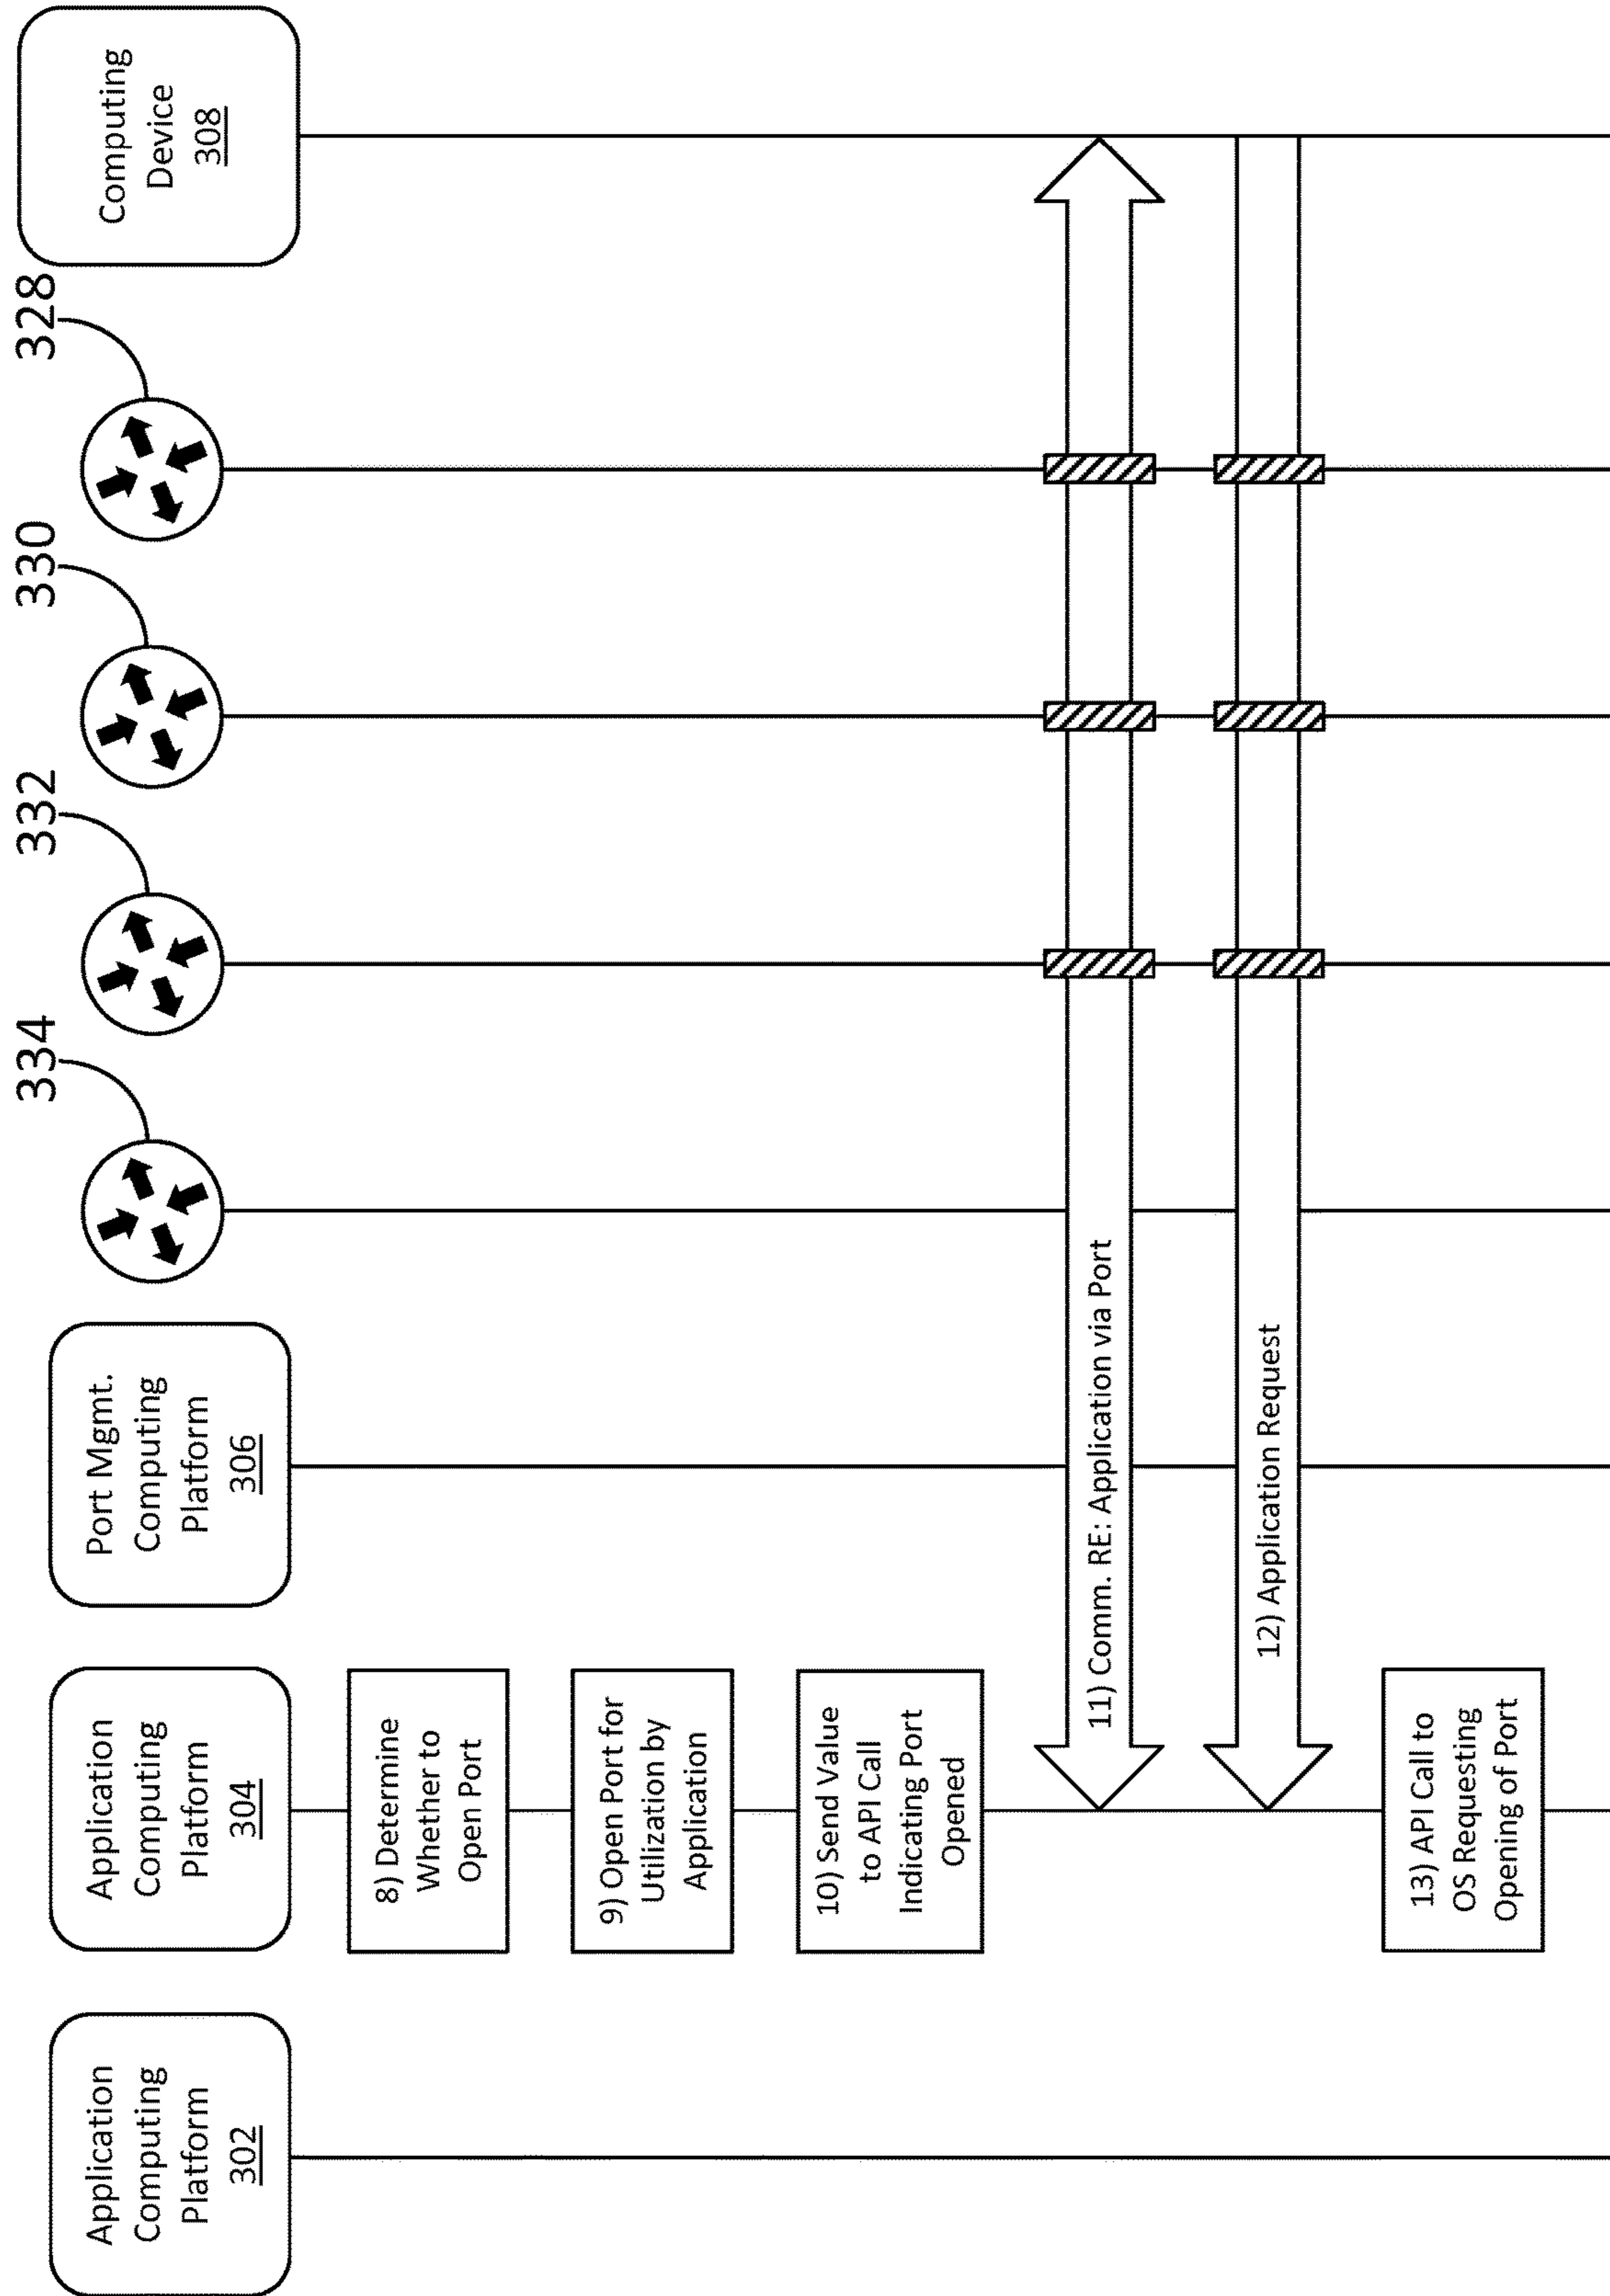 Application
Computing
Platform
302
Application
Computing
Platform
304
Port Mgmt.
Computing
Platform
306
334
332
330
328
Computing
Device
308
8) Determine
Whether to
Open Port
9) Open Port for
Utilization by
Application
10) Send Value
to API Call
Indicating Port
Opened
11) Comm. RE: Application via Port
12) Application Request
13) API Call to
OS Requesting
Opening of Port